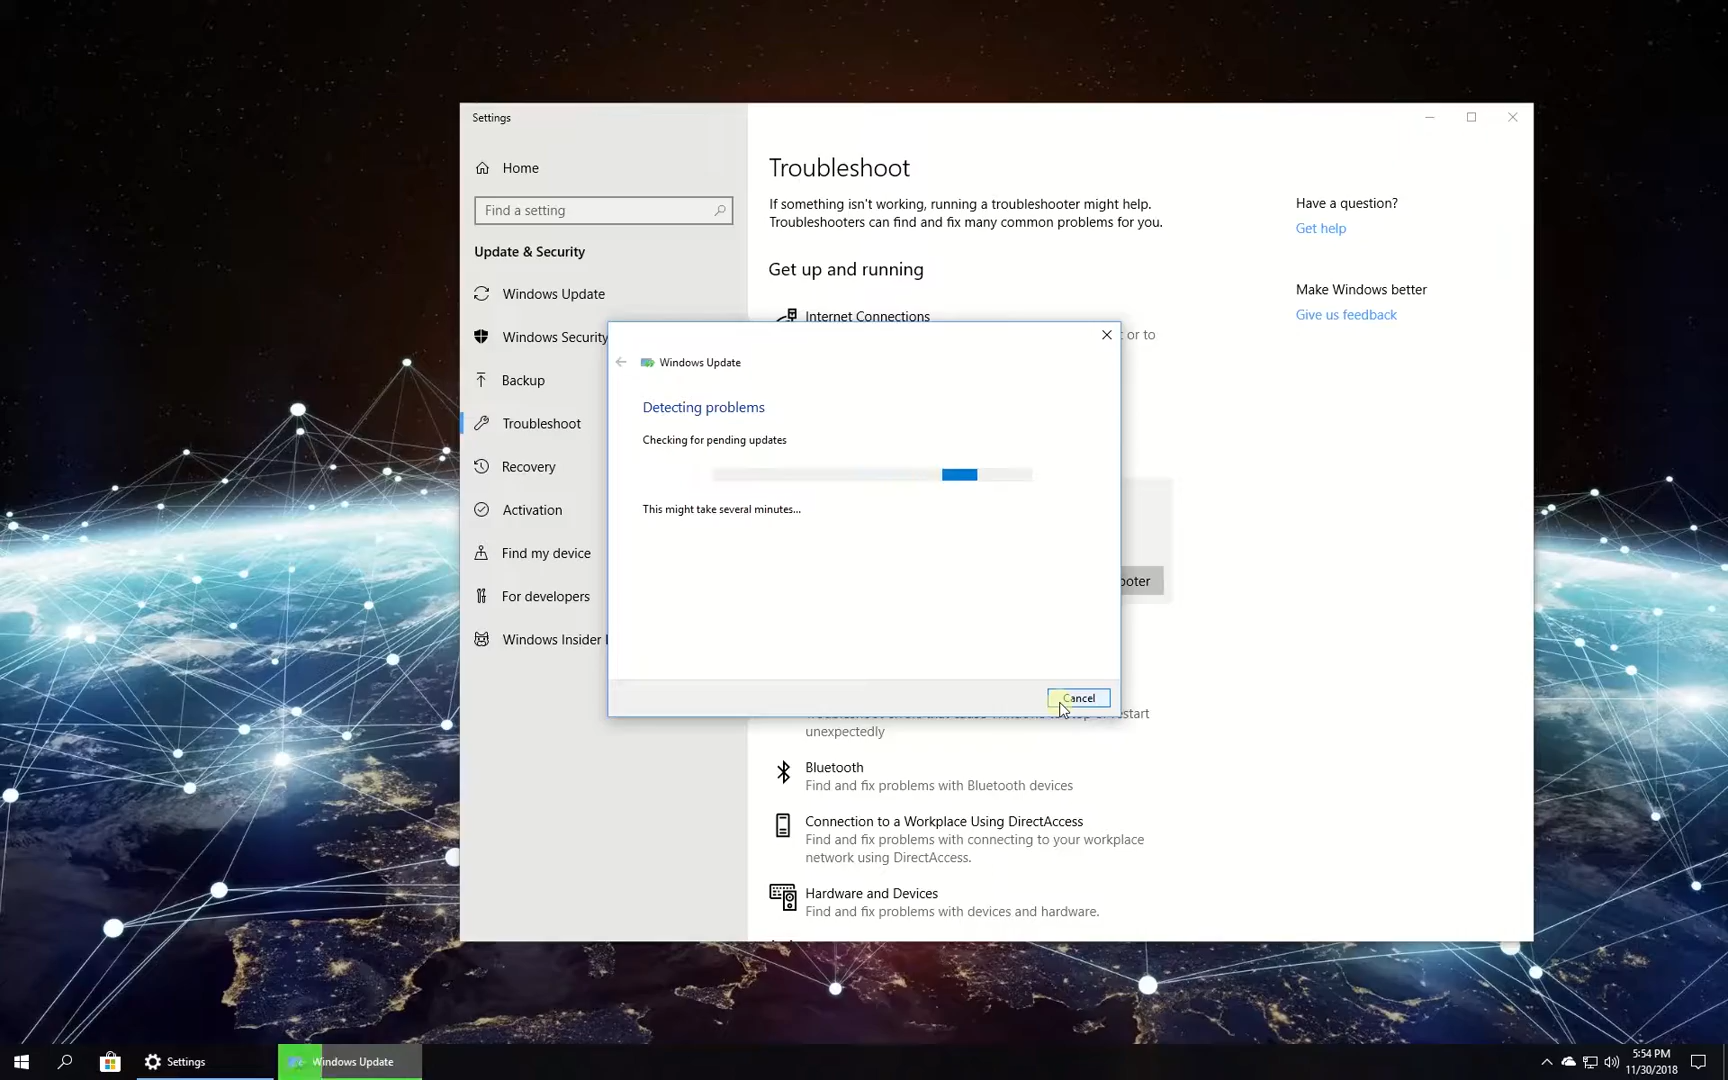 Settings
Home
Find a setting
Update & Security
Windows Update
Windows Security
Backup
Troubleshoot
Recovery
Activation
Find my device
For developers
Windows Insider
Troubleshoot
If something isn't working, running a troubleshooter might help.
Troubleshooters can find and fix many common problems for you.
Get up and running
Internet Connections
t or to
Have a question?
Get help
Make Windows better
Give us feedback
Windows Update
Detecting problems
Checking for pending updates
This might take several minutes...
Cancel
ooter
restart
unexpectedly
Bluetooth
Find and fix problems with Bluetooth devices
Connection to a Workplace Using DirectAccess
Find and fix problems with connecting to your workplace
network using DirectAccess.
Hardware and Devices
Find and fix problems with devices and hardware.
Settings
Windows Update
5:54 PM
11/30/2018